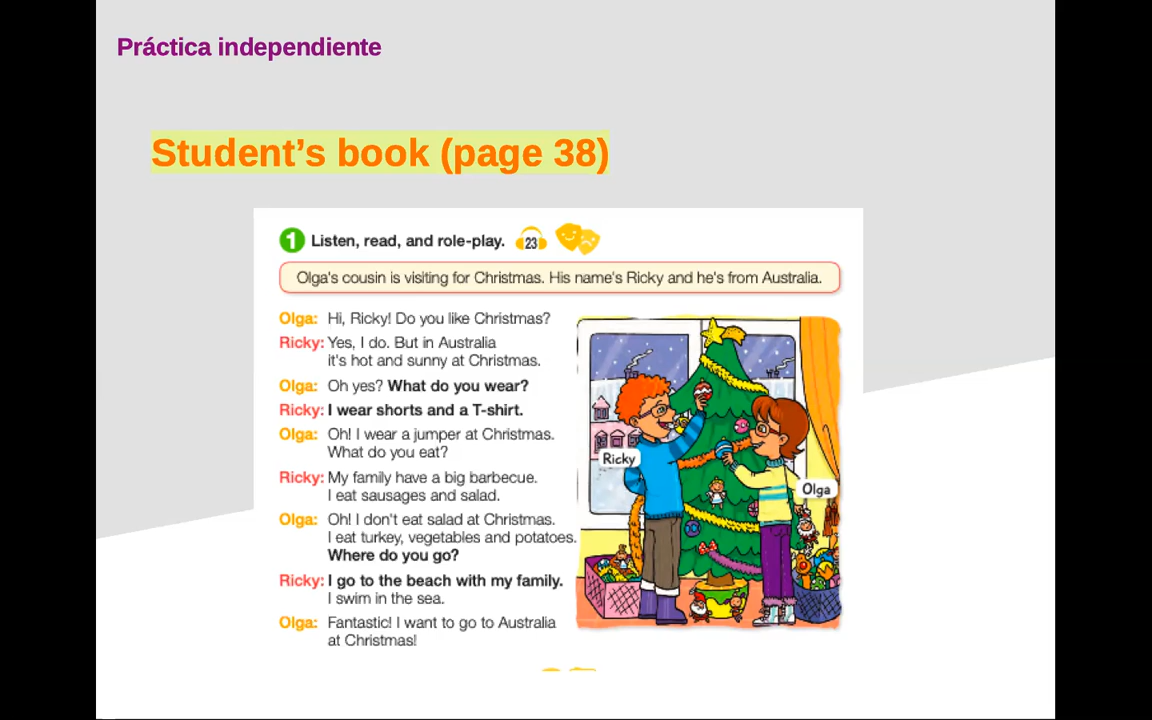 Práctica independiente
Student’s book (page 38)
1 Listen, read, and role-play. 23
Olga's cousin is visiting for Christmas. His name's Ricky and he's from Australia.
Olga: Hi, Ricky! Do you like Christmas?
Ricky: Yes, I do. But in Australia
it's hot and sunny at Christmas.
Olga: Oh yes? What do you wear?
Ricky: I wear shorts and a T-shirt.
Olga: Oh! I wear a jumper at Christmas.
What do you eat?
Ricky: My family have a big barbecue.
I eat sausages and salad.
Olga: Oh! I don't eat salad at Christmas.
I eat turkey, vegetables and potatoes.
Where do you go?
Ricky: I go to the beach with my family.
I swim in the sea.
Olga: Fantastic! I want to go to Australia
at Christmas!
Ricky
Olga